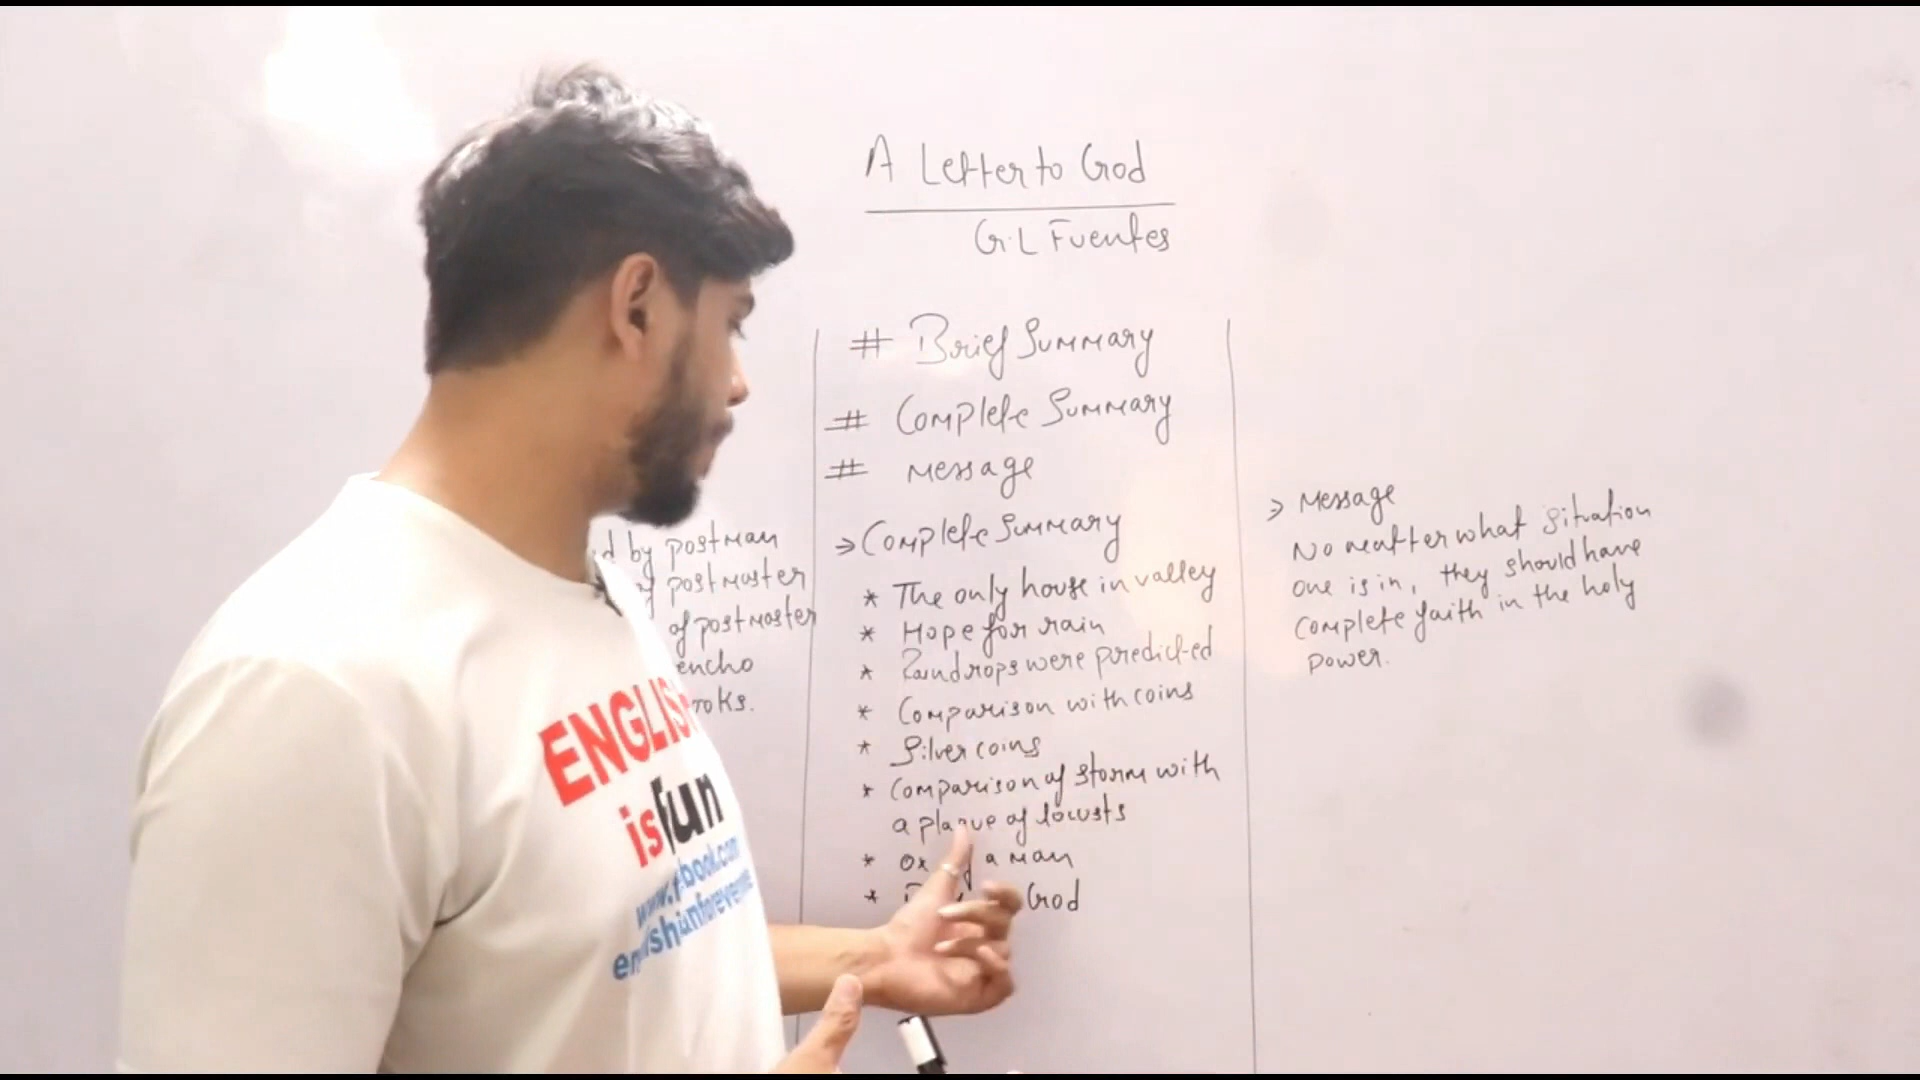 A Letter to God
G.L Fuentes
# Brief Summary
# Complete Summary
# Message
by postman
postmaster
of postmaster
encho
oks.
⇒ Complete Summary
* The only house in valley
* Hope for rain
* Raindrops were predicted
* Comparison with coins
* Silver coins
* Comparison of storm with
a plague of locusts
* a man
* God
⇒ Message
No matter what situation
one is in, they should have
complete faith in the holy
power.
ENGLISH
is Fun
book.com